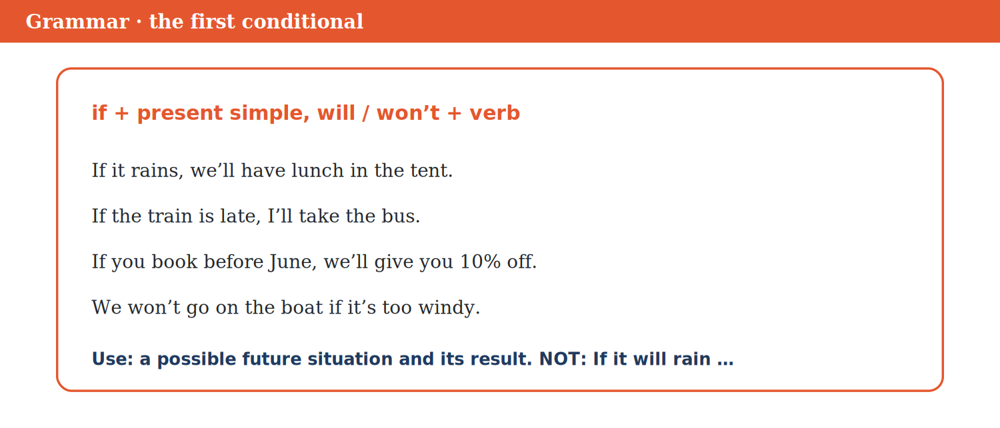 Grammar · the first conditional
if + present simple, will / won’t + verb
If it rains, we’ll have lunch in the tent.
If the train is late, I’ll take the bus.
If you book before June, we’ll give you 10% off.
We won’t go on the boat if it’s too windy.
Use: a possible future situation and its result. NOT: If it will rain …